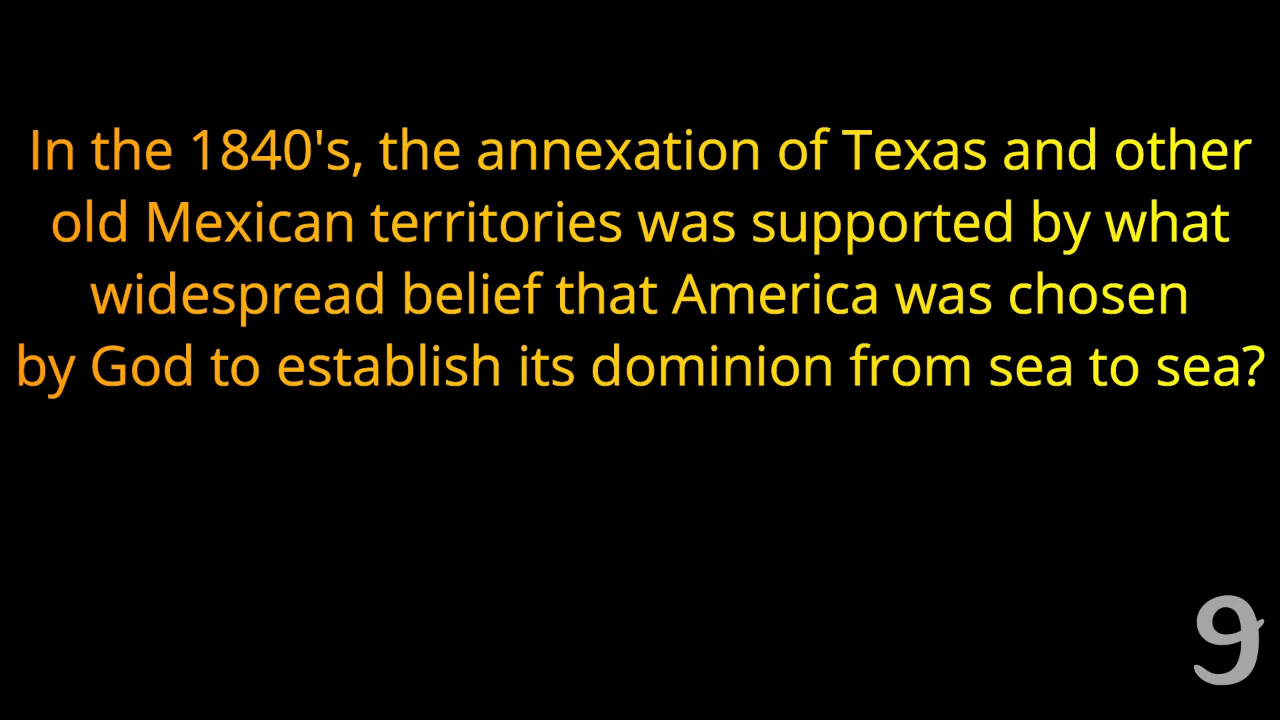 In the 1840's, the annexation of Texas and other
old Mexican territories was supported by what
widespread belief that America was chosen
by God to establish its dominion from sea to sea?
9